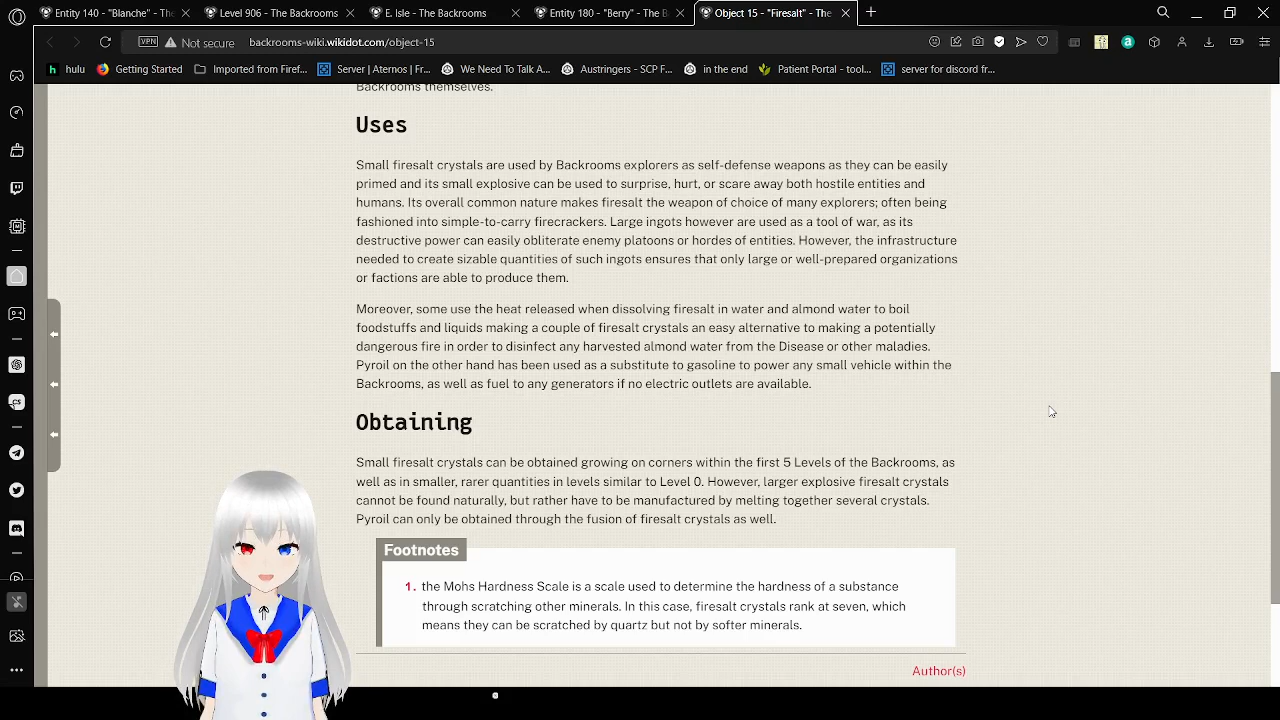 Entity 140 - "Blanche" - The
Level 906 - The Backrooms
E. Isle - The Backrooms
Entity 180 - "Berry" - The B
Object 15 - "Firesalt" - The
VPN
Not secure
backrooms-wiki.wikidot.com/object-15
hulu
Getting Started
Imported from Firef...
Server | Aternos | Fr...
We Need To Talk A...
Austringers - SCP F...
in the end
Patient Portal - tool...
server for discord fr...
Backrooms themselves.
Uses
Small firesalt crystals are used by Backrooms explorers as self-defense weapons as they can be easily
primed and its small explosive can be used to surprise, hurt, or scare away both hostile entities and
humans. Its overall common nature makes firesalt the weapon of choice of many explorers; often being
fashioned into simple-to-carry firecrackers. Large ingots however are used as a tool of war, as its
destructive power can easily obliterate enemy platoons or hordes of entities. However, the infrastructure
needed to create sizable quantities of such ingots ensures that only large or well-prepared organizations
or factions are able to produce them.
Moreover, some use the heat released when dissolving firesalt in water and almond water to boil
foodstuffs and liquids making a couple of firesalt crystals an easy alternative to making a potentially
dangerous fire in order to disinfect any harvested almond water from the Disease or other maladies.
Pyroil on the other hand has been used as a substitute to gasoline to power any small vehicle within the
Backrooms, as well as fuel to any generators if no electric outlets are available.
Obtaining
Small firesalt crystals can be obtained growing on corners within the first 5 Levels of the Backrooms, as
well as in smaller, rarer quantities in levels similar to Level 0. However, larger explosive firesalt crystals
cannot be found naturally, but rather have to be manufactured by melting together several crystals.
Pyroil can only be obtained through the fusion of firesalt crystals as well.
Footnotes
1. the Mohs Hardness Scale is a scale used to determine the hardness of a substance
through scratching other minerals. In this case, firesalt crystals rank at seven, which
means they can be scratched by quartz but not by softer minerals.
Author(s)